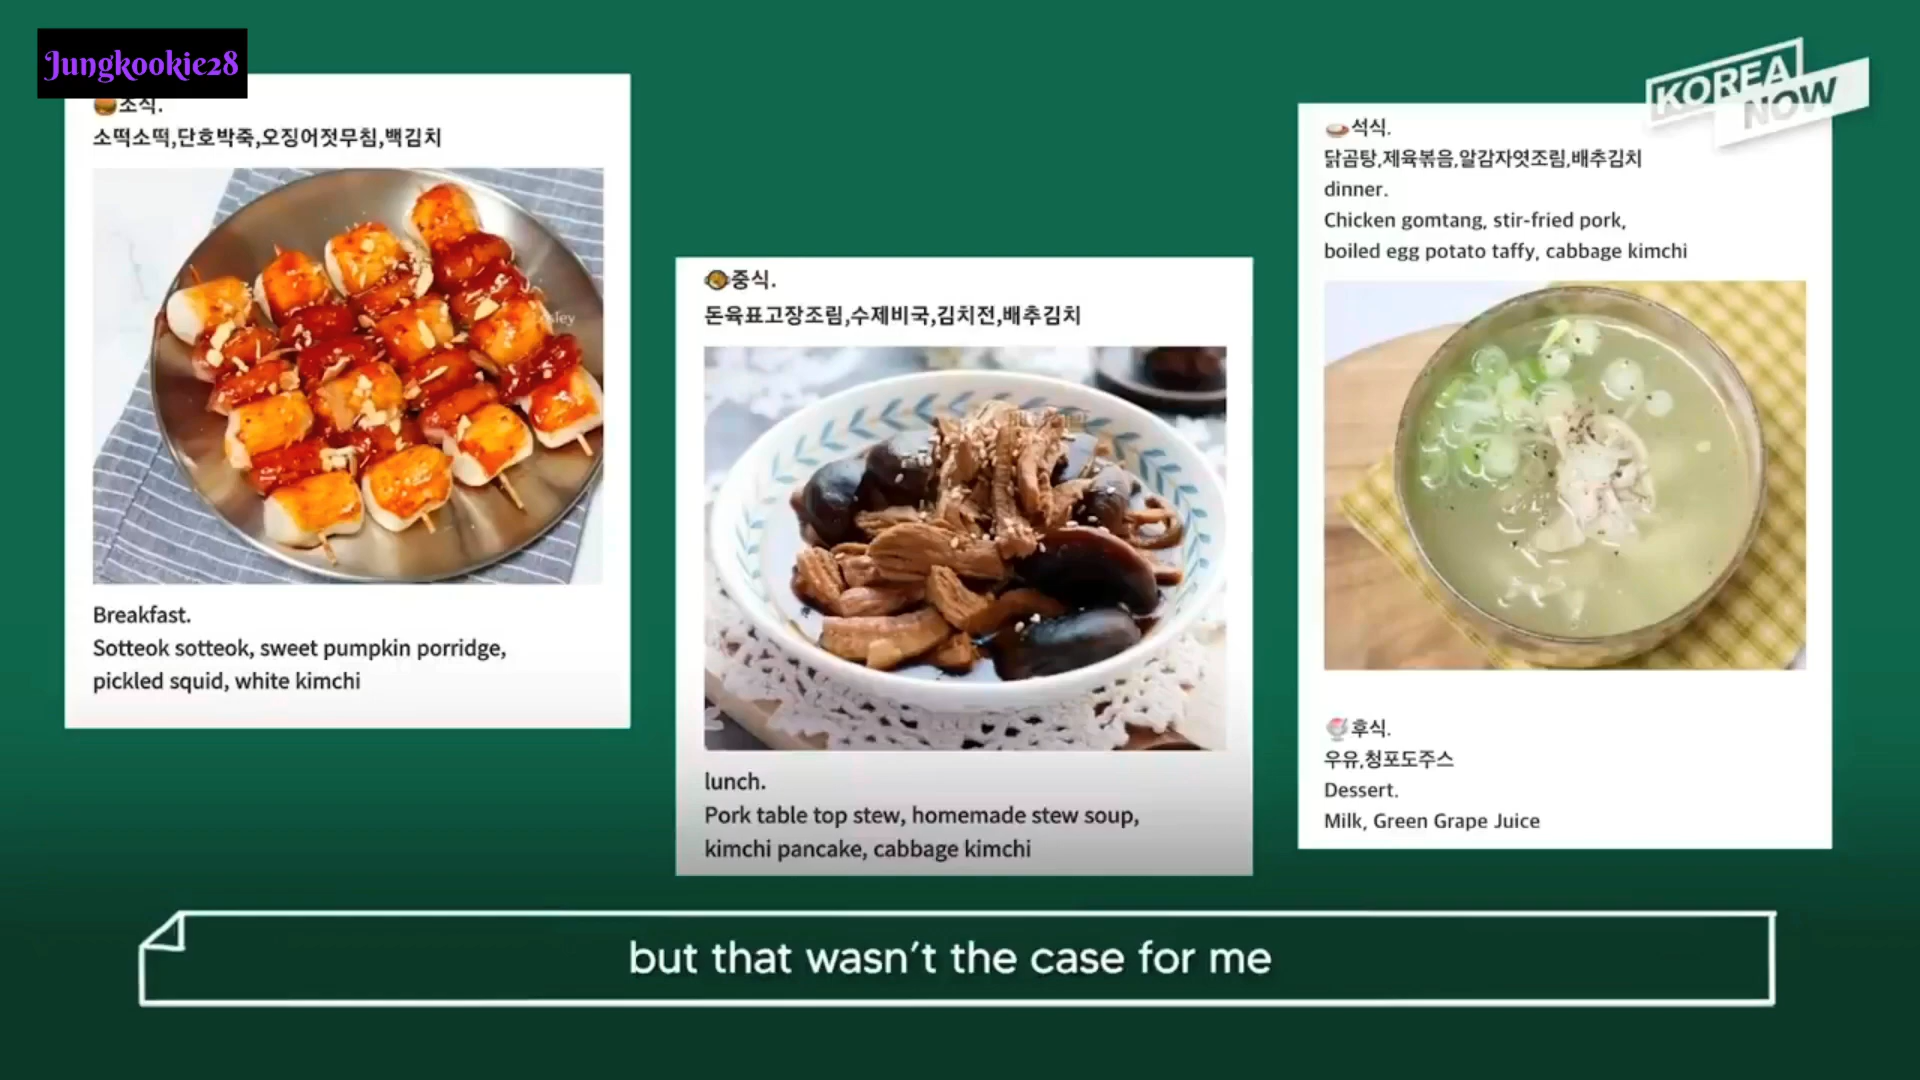 Jungkookie28
조식.
소떡소떡,단호박죽,오징어젓무침,백김치
Breakfast.
Sotteok sotteok, sweet pumpkin porridge,
pickled squid, white kimchi
중식.
돈육표고장조림,수제비국,김치전,배추김치
lunch.
Pork table top stew, homemade stew soup,
kimchi pancake, cabbage kimchi
KOREA
NOW
석식.
닭곰탕,제육볶음,알감자엿조림,배추김치
dinner.
Chicken gomtang, stir-fried pork,
boiled egg potato taffy, cabbage kimchi
후식.
우유,청포도주스
Dessert.
Milk, Green Grape Juice
but that wasn't the case for me